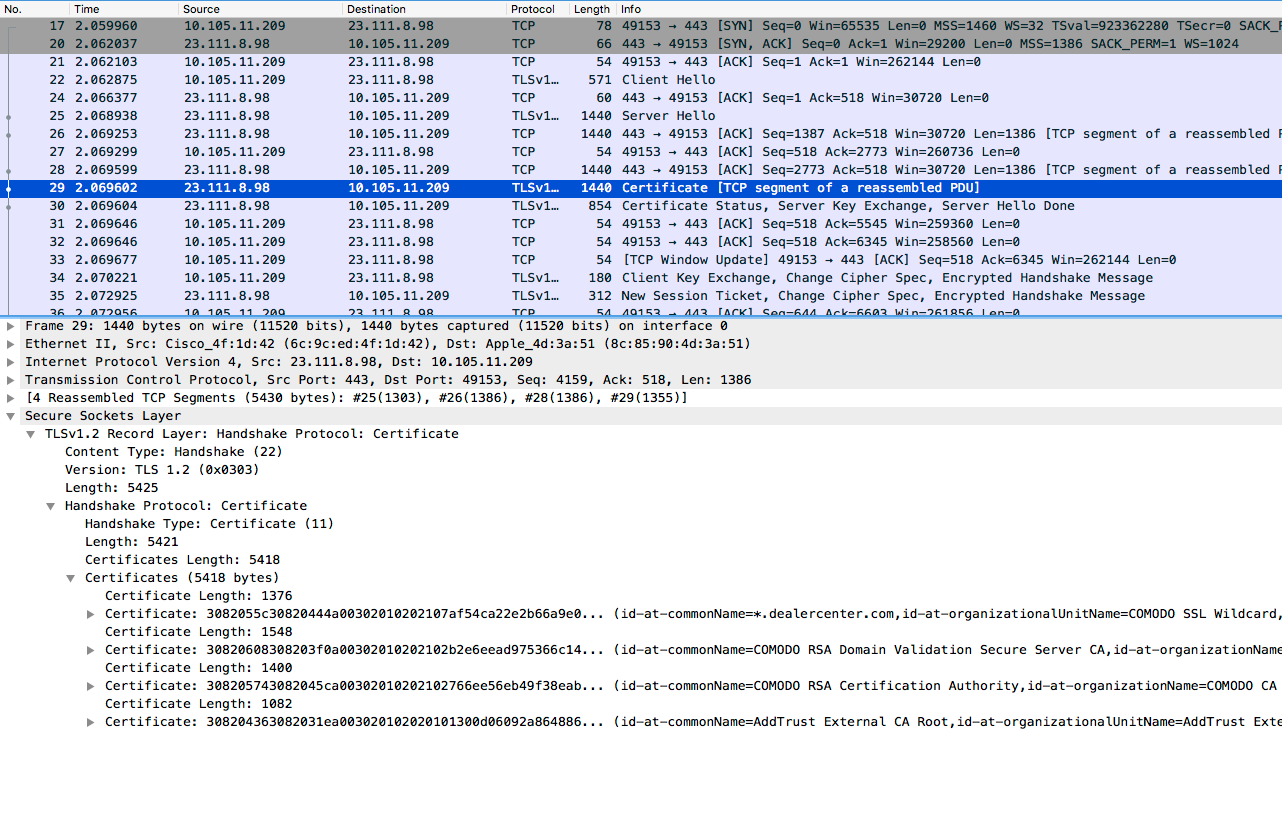 No. Time Source Destination Protocol Length Info
17 2.059960 10.105.11.209 23.111.8.98 TCP 78 49153 → 443 [SYN] Seq=0 Win=65535 Len=0 MSS=1460 WS=32 TSval=923362280 TSecr=0 SACK_P
20 2.062037 23.111.8.98 10.105.11.209 TCP 66 443 → 49153 [SYN, ACK] Seq=0 Ack=1 Win=29200 Len=0 MSS=1386 SACK_PERM=1 WS=1024
21 2.062103 10.105.11.209 23.111.8.98 TCP 54 49153 → 443 [ACK] Seq=1 Ack=1 Win=262144 Len=0
22 2.062875 10.105.11.209 23.111.8.98 TLSv1… 571 Client Hello
24 2.066377 23.111.8.98 10.105.11.209 TCP 60 443 → 49153 [ACK] Seq=1 Ack=518 Win=30720 Len=0
25 2.068938 23.111.8.98 10.105.11.209 TLSv1… 1440 Server Hello
26 2.069253 23.111.8.98 10.105.11.209 TCP 1440 443 → 49153 [ACK] Seq=1387 Ack=518 Win=30720 Len=1386 [TCP segment of a reassembled P
27 2.069299 10.105.11.209 23.111.8.98 TCP 54 49153 → 443 [ACK] Seq=518 Ack=2773 Win=260736 Len=0
28 2.069599 23.111.8.98 10.105.11.209 TCP 1440 443 → 49153 [ACK] Seq=2773 Ack=518 Win=30720 Len=1386 [TCP segment of a reassembled P
29 2.069602 23.111.8.98 10.105.11.209 TLSv1… 1440 Certificate [TCP segment of a reassembled PDU]
30 2.069604 23.111.8.98 10.105.11.209 TLSv1… 854 Certificate Status, Server Key Exchange, Server Hello Done
31 2.069646 10.105.11.209 23.111.8.98 TCP 54 49153 → 443 [ACK] Seq=518 Ack=5545 Win=259360 Len=0
32 2.069646 10.105.11.209 23.111.8.98 TCP 54 49153 → 443 [ACK] Seq=518 Ack=6345 Win=258560 Len=0
33 2.069677 10.105.11.209 23.111.8.98 TCP 54 [TCP Window Update] 49153 → 443 [ACK] Seq=518 Ack=6345 Win=262144 Len=0
34 2.070221 10.105.11.209 23.111.8.98 TLSv1… 180 Client Key Exchange, Change Cipher Spec, Encrypted Handshake Message
35 2.072925 23.111.8.98 10.105.11.209 TLSv1… 312 New Session Ticket, Change Cipher Spec, Encrypted Handshake Message
36 2.072956 10.105.11.209 23.111.8.98 TCP 54 49153 → 443 [ACK] Seq=644 Ack=6603 Win=261856 Len=0
Frame 29: 1440 bytes on wire (11520 bits), 1440 bytes captured (11520 bits) on interface 0
Ethernet II, Src: Cisco_4f:1d:42 (6c:9c:ed:4f:1d:42), Dst: Apple_4d:3a:51 (8c:85:90:4d:3a:51)
Internet Protocol Version 4, Src: 23.111.8.98, Dst: 10.105.11.209
Transmission Control Protocol, Src Port: 443, Dst Port: 49153, Seq: 4159, Ack: 518, Len: 1386
[4 Reassembled TCP Segments (5430 bytes): #25(1303), #26(1386), #28(1386), #29(1355)]
Secure Sockets Layer
TLSv1.2 Record Layer: Handshake Protocol: Certificate
Content Type: Handshake (22)
Version: TLS 1.2 (0x0303)
Length: 5425
Handshake Protocol: Certificate
Handshake Type: Certificate (11)
Length: 5421
Certificates Length: 5418
Certificates (5418 bytes)
Certificate Length: 1376
Certificate: 3082055c30820444a00302010202107af54ca22e2b66a9e0... (id-at-commonName=*.dealercenter.com,id-at-organizationalUnitName=COMODO SSL Wildcard,
Certificate Length: 1548
Certificate: 30820608308203f0a00302010202102b2e6eead975366c14... (id-at-commonName=COMODO RSA Domain Validation Secure Server CA,id-at-organizationName
Certificate Length: 1400
Certificate: 308205743082045ca00302010202102766ee56eb49f38eab... (id-at-commonName=COMODO RSA Certification Authority,id-at-organizationName=COMODO CA
Certificate Length: 1082
Certificate: 308204363082031ea003020102020101300d06092a864886... (id-at-commonName=AddTrust External CA Root,id-at-organizationalUnitName=AddTrust Exte